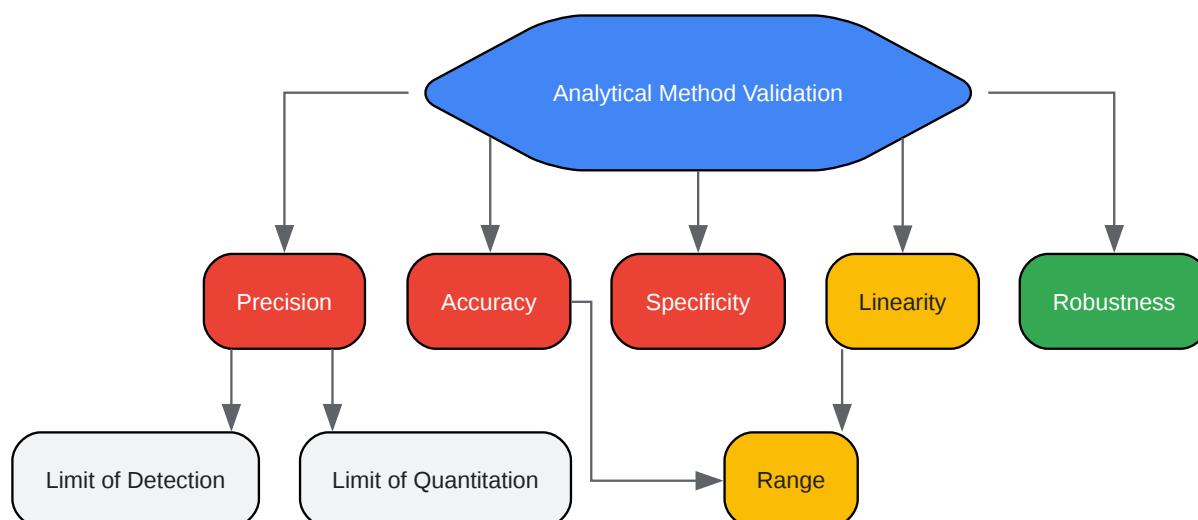 Analytical Method Validation
Precision
Accuracy
Specificity
Linearity
Robustness
Limit of Detection
Limit of Quantitation
Range